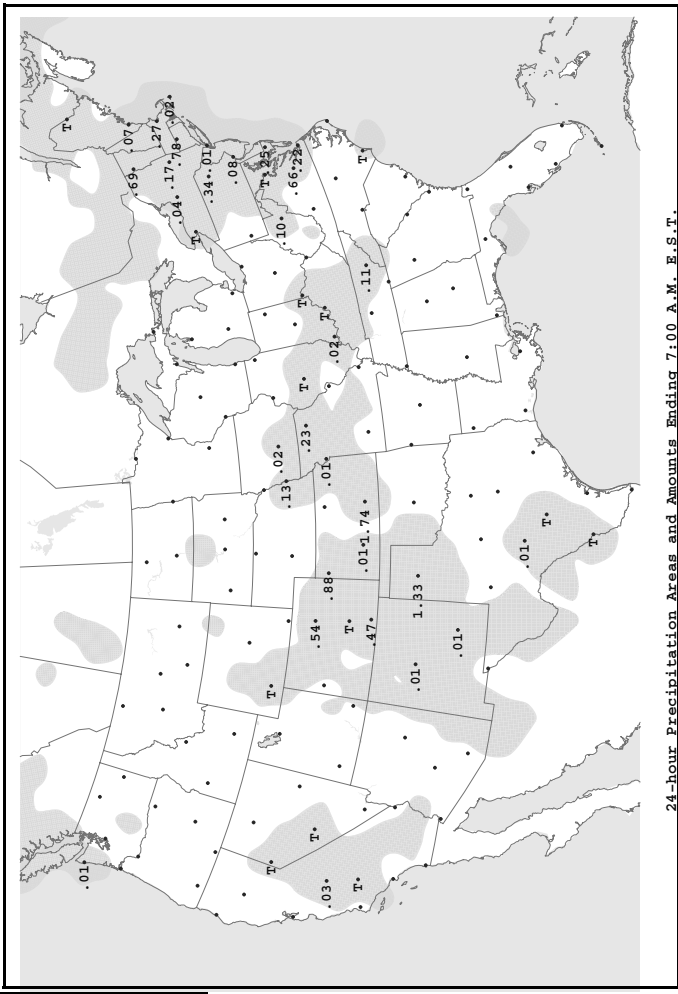 T
.01
.07
.69
.27
.02
.17
.78
.04
T
.01
.34
.08
T
.25
T
T
.02
.10
.13
.66
.22
T
T
.23
T
.54
.01
T
.03
.88
.02
T
T
.01
1.74
T
.11
.47
.01
1.33
.01
.01
T
T
24-hour Precipitation Areas and Amounts Ending 7:00 A.M. E.S.T.